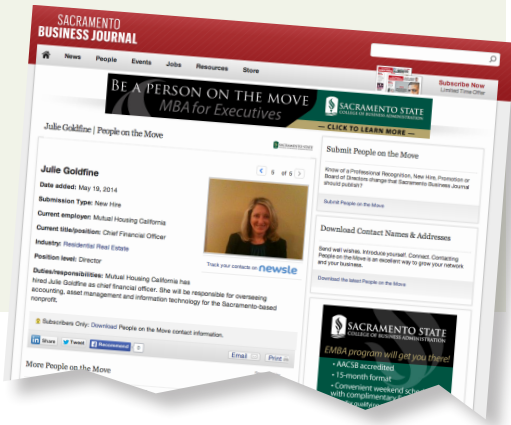 SACRAMENTO
BUSINESS JOURNAL
News People Events Jobs Resources Store
Subscribe Now
Limited Time Offer
BE A PERSON ON THE MOVE
MBA for Executives
SACRAMENTO STATE
COLLEGE OF BUSINESS ADMINISTRATION
— CLICK TO LEARN MORE —
Julie Goldfine | People on the Move
Julie Goldfine
5 of 5
Date added: May 19, 2014
Submission Type: New Hire
Current employer: Mutual Housing California
Current title/position: Chief Financial Officer
Industry: Residential Real Estate
Position level: Director
Duties/responsibilities: Mutual Housing California has
hired Julie Goldfine as chief financial officer. She will be responsible for overseeing
accounting, asset management and information technology for the Sacramento-based
nonprofit.
Track your contacts on newsle
Subscribers Only: Download People on the Move contact information.
Share Tweet Recommend 0
Email Print
More People on the Move
Submit People on the Move
Know of a Professional Recognition, New Hire, Promotion or
Board of Directors change that Sacramento Business Journal
should publish?
Submit People on the Move
Download Contact Names & Addresses
Send well wishes. Introduce yourself. Connect. Contacting
People on the Move is an excellent way to grow your network
and your business.
Download the latest People on the Move
SACRAMENTO STATE
COLLEGE OF BUSINESS ADMINISTRATION
EMBA program will get you there!
• AACSB accredited
• 15-month format
• Convenient weekend
with complimentary